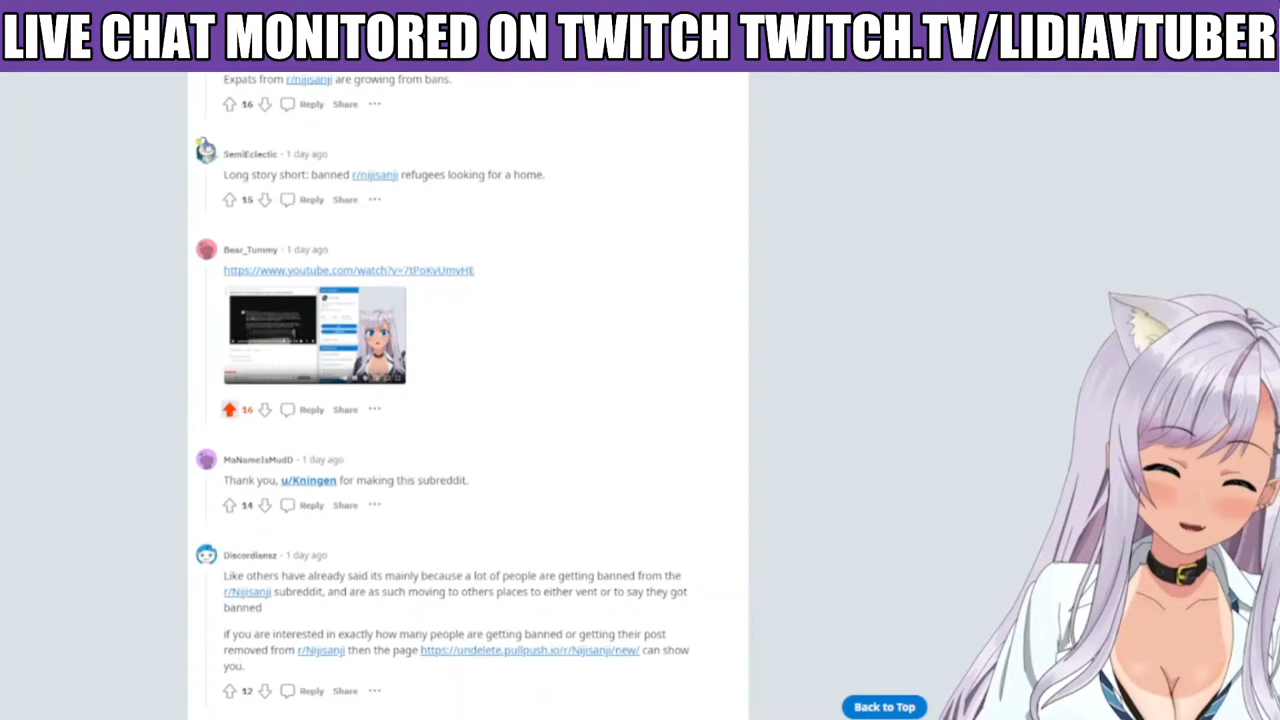 LIVE CHAT MONITORED ON TWITCH TWITCH.TV/LIDIAVTUBER
Expats from r/nijisanji are growing from bans.
16 Reply Share ···
SemiEclectic · 1 day ago
Long story short: banned r/nijisanji refugees looking for a home.
15 Reply Share ···
Bear_Tummy · 1 day ago
https://www.youtube.com/watch?v=7tPoKvUmvHE
16 Reply Share ···
MaNameIsMudD · 1 day ago
Thank you, u/Kningen for making this subreddit.
14 Reply Share ···
Discordiansz · 1 day ago
Like others have already said its mainly because a lot of people are getting banned from the
r/Nijisanji subreddit, and are as such moving to others places to either vent or to say they got
banned
if you are interested in exactly how many people are getting banned or getting their post
removed from r/Nijisanji then the page https://undelete.pullpush.io/r/Nijisanji/new/ can show
you.
12 Reply Share ···
Back to Top